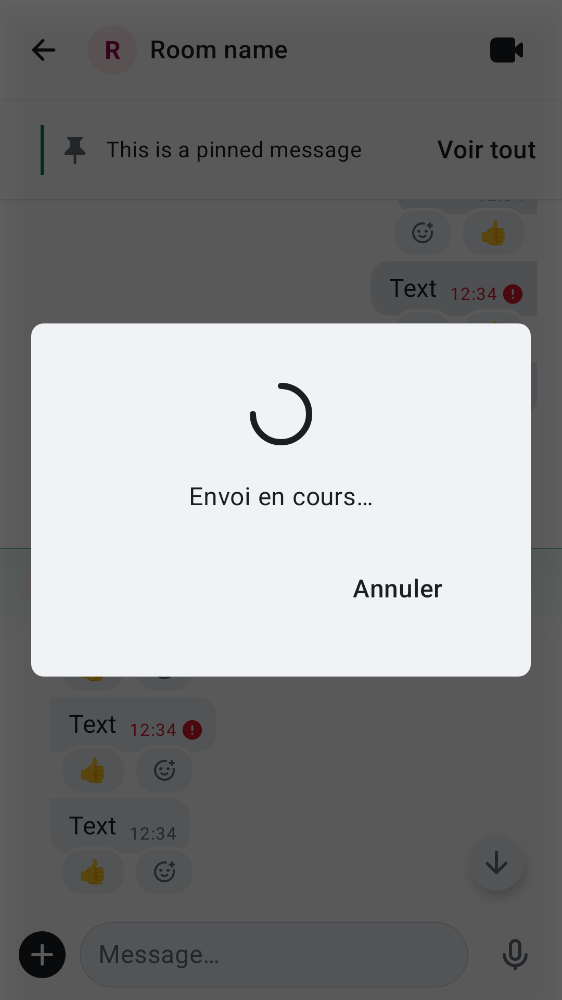 R Room name
This is a pinned message Voir tout
Text 12:34
Envoi en cours…
Annuler
Text 12:34
Text 12:34
Message…